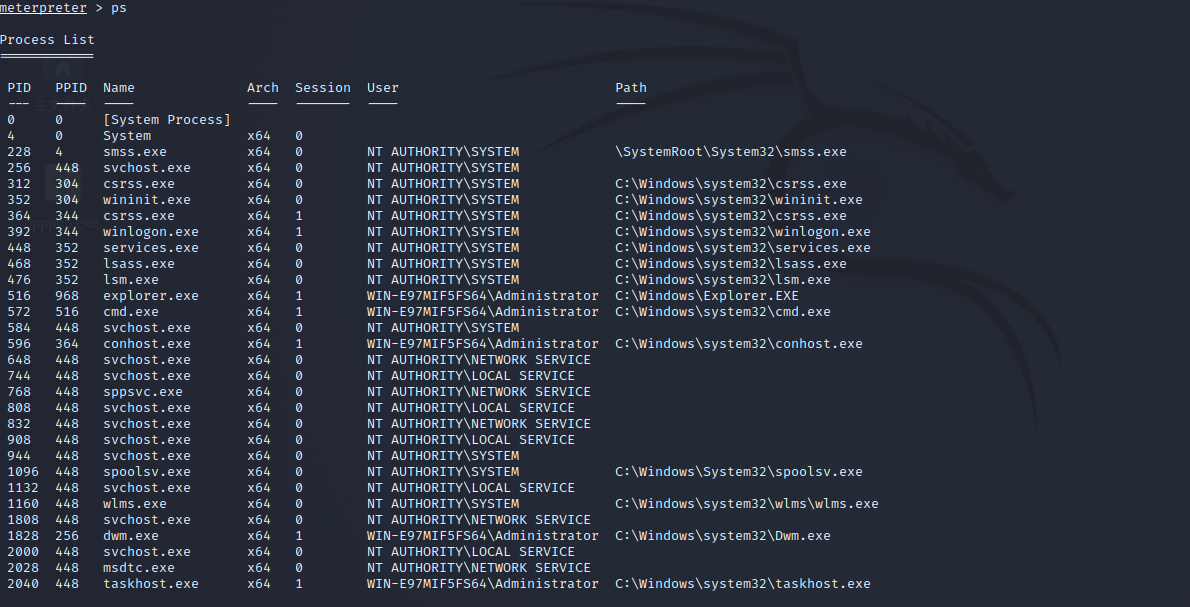 meterpreter > ps
Process List
PID PPID Name Arch Session User Path
--- ---- ---- ---- ------- ---- ----
0 0 [System Process]
4 0 System x64 0
228 4 smss.exe x64 0 NT AUTHORITY\SYSTEM \SystemRoot\System32\smss.exe
256 448 svchost.exe x64 0 NT AUTHORITY\SYSTEM
312 304 csrss.exe x64 0 NT AUTHORITY\SYSTEM C:\Windows\system32\csrss.exe
352 304 wininit.exe x64 0 NT AUTHORITY\SYSTEM C:\Windows\system32\wininit.exe
364 344 csrss.exe x64 1 NT AUTHORITY\SYSTEM C:\Windows\system32\csrss.exe
392 344 winlogon.exe x64 1 NT AUTHORITY\SYSTEM C:\Windows\system32\winlogon.exe
448 352 services.exe x64 0 NT AUTHORITY\SYSTEM C:\Windows\system32\services.exe
468 352 lsass.exe x64 0 NT AUTHORITY\SYSTEM C:\Windows\system32\lsass.exe
476 352 lsm.exe x64 0 NT AUTHORITY\SYSTEM C:\Windows\system32\lsm.exe
516 968 explorer.exe x64 1 WIN-E97MIF5FS64\Administrator C:\Windows\Explorer.EXE
572 516 cmd.exe x64 1 WIN-E97MIF5FS64\Administrator C:\Windows\system32\cmd.exe
584 448 svchost.exe x64 0 NT AUTHORITY\SYSTEM
596 364 conhost.exe x64 1 WIN-E97MIF5FS64\Administrator C:\Windows\system32\conhost.exe
648 448 svchost.exe x64 0 NT AUTHORITY\NETWORK SERVICE
744 448 svchost.exe x64 0 NT AUTHORITY\LOCAL SERVICE
768 448 sppsvc.exe x64 0 NT AUTHORITY\NETWORK SERVICE
808 448 svchost.exe x64 0 NT AUTHORITY\LOCAL SERVICE
832 448 svchost.exe x64 0 NT AUTHORITY\NETWORK SERVICE
908 448 svchost.exe x64 0 NT AUTHORITY\LOCAL SERVICE
944 448 svchost.exe x64 0 NT AUTHORITY\SYSTEM
1096 448 spoolsv.exe x64 0 NT AUTHORITY\SYSTEM C:\Windows\System32\spoolsv.exe
1132 448 svchost.exe x64 0 NT AUTHORITY\LOCAL SERVICE
1160 448 wlms.exe x64 0 NT AUTHORITY\SYSTEM C:\Windows\system32\wlms\wlms.exe
1808 448 svchost.exe x64 0 NT AUTHORITY\NETWORK SERVICE
1828 256 dwm.exe x64 1 WIN-E97MIF5FS64\Administrator C:\Windows\system32\Dwm.exe
2000 448 svchost.exe x64 0 NT AUTHORITY\LOCAL SERVICE
2028 448 msdtc.exe x64 0 NT AUTHORITY\NETWORK SERVICE
2040 448 taskhost.exe x64 1 WIN-E97MIF5FS64\Administrator C:\Windows\system32\taskhost.exe